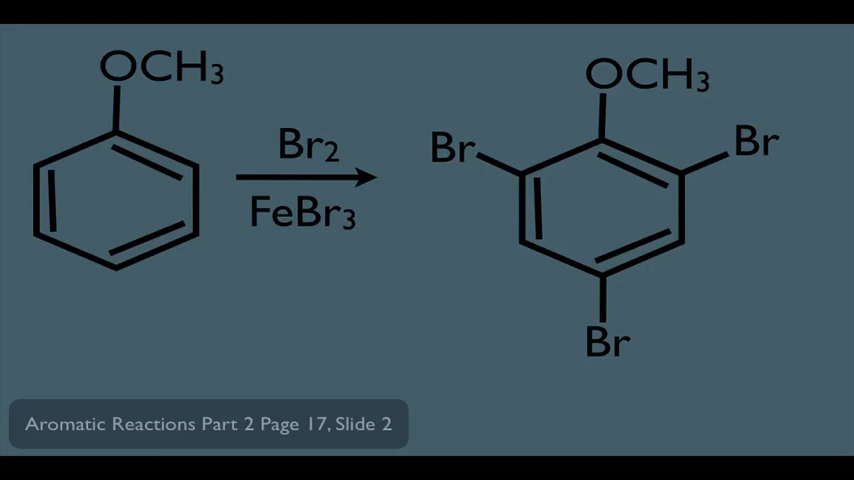 OCH3
Br2
FeBr3
OCH3
Br
Br
Br
Aromatic Reactions Part 2 Page 17, Slide 2